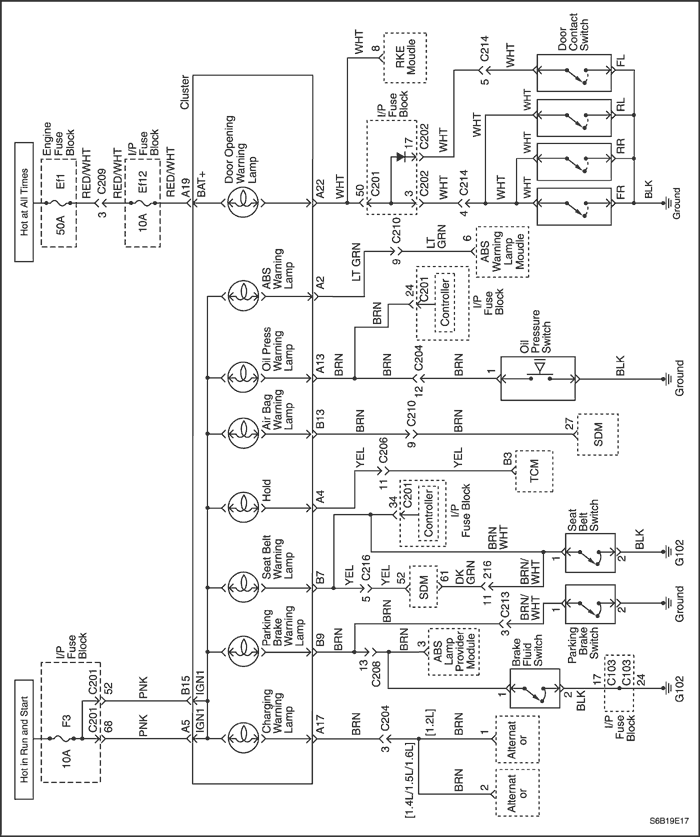 Hot at All Times
Engine
Fuse
Block
Ef1
50A
RED/WHT
C209
3
RED/WHT
I/P
Fuse
Block
Ef12
10A
RED/WHT
A19
Cluster
BAT+
Door Opening
Warning
Lamp
A22
WHT
WHT
8
RKE
Moudle
I/P
Fuse
Block
50
C201
17
C202
3
C202
WHT
C214
5
WHT
C214
4
WHT
WHT
Door
Contact
Switch
FL
WHT
RL
RR
WHT
WHT
FR
BLK
Ground
ABS
Warning
Lamp
A2
LT GRN
C210
9
LT
GRN
6
ABS
Warning
Lamp
Moudle
Oil Press
Warning
Lamp
A13
BRN
BRN
24
C201
Controller
I/P
Fuse
Block
BRN
C204
12
BRN
1
Oil
Pressure
Switch
BLK
Ground
Air Bag
Warning
Lamp
B13
BRN
C210
9
BRN
27
SDM
Hold
A4
YEL
C206
11
YEL
B3
TCM
34
C201
Controller
I/P
Fuse Block
Seat Belt
Warning
Lamp
B7
YEL
C216
5
YEL
52
SDM
61
DK
GRN
216
11
BRN/
WHT
BRN
WHT
1
Seat
Belt
Switch
2
BLK
G102
Parking
Brake
Warning
Lamp
B9
BRN
BRN
C213
3
BRN/
WHT
1
Parking
Brake
Switch
2
Ground
13
C206
BRN
3
ABS
Lamp
Provider
Module
Brake
Fluid
Switch
1
2
BLK
17
C103
C103
24
I/P
Fuse
Block
G102
Hot in Run and Start
I/P
Fuse
Block
F3
10A
C201
52
C201
68
PNK
PNK
B15
IGN1
A5
IGN1
Charging
Warning
Lamp
A17
BRN
C204
3
[1.2L]
BRN
1
Alternat
or
[1.4L/1.5L/1.6L]
BRN
2
Alternat
or
S6B19E17